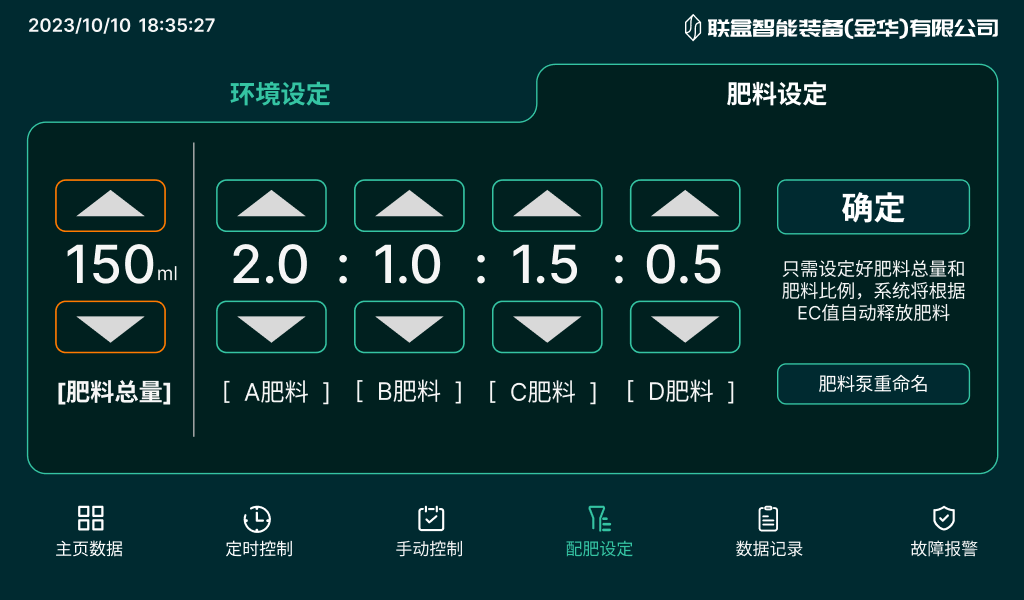 2023/10/10 18:35:27
联盒智能装备(金华)有限公司
环境设定
肥料设定
150ml
2.0 : 1.0 : 1.5 : 0.5
确定
只需设定好肥料总量和
肥料比例，系统将根据
EC值自动释放肥料
[肥料总量]
[ A肥料 ]
[ B肥料 ]
[ C肥料 ]
[ D肥料 ]
肥料泵重命名
主页数据
定时控制
手动控制
配肥设定
数据记录
故障报警